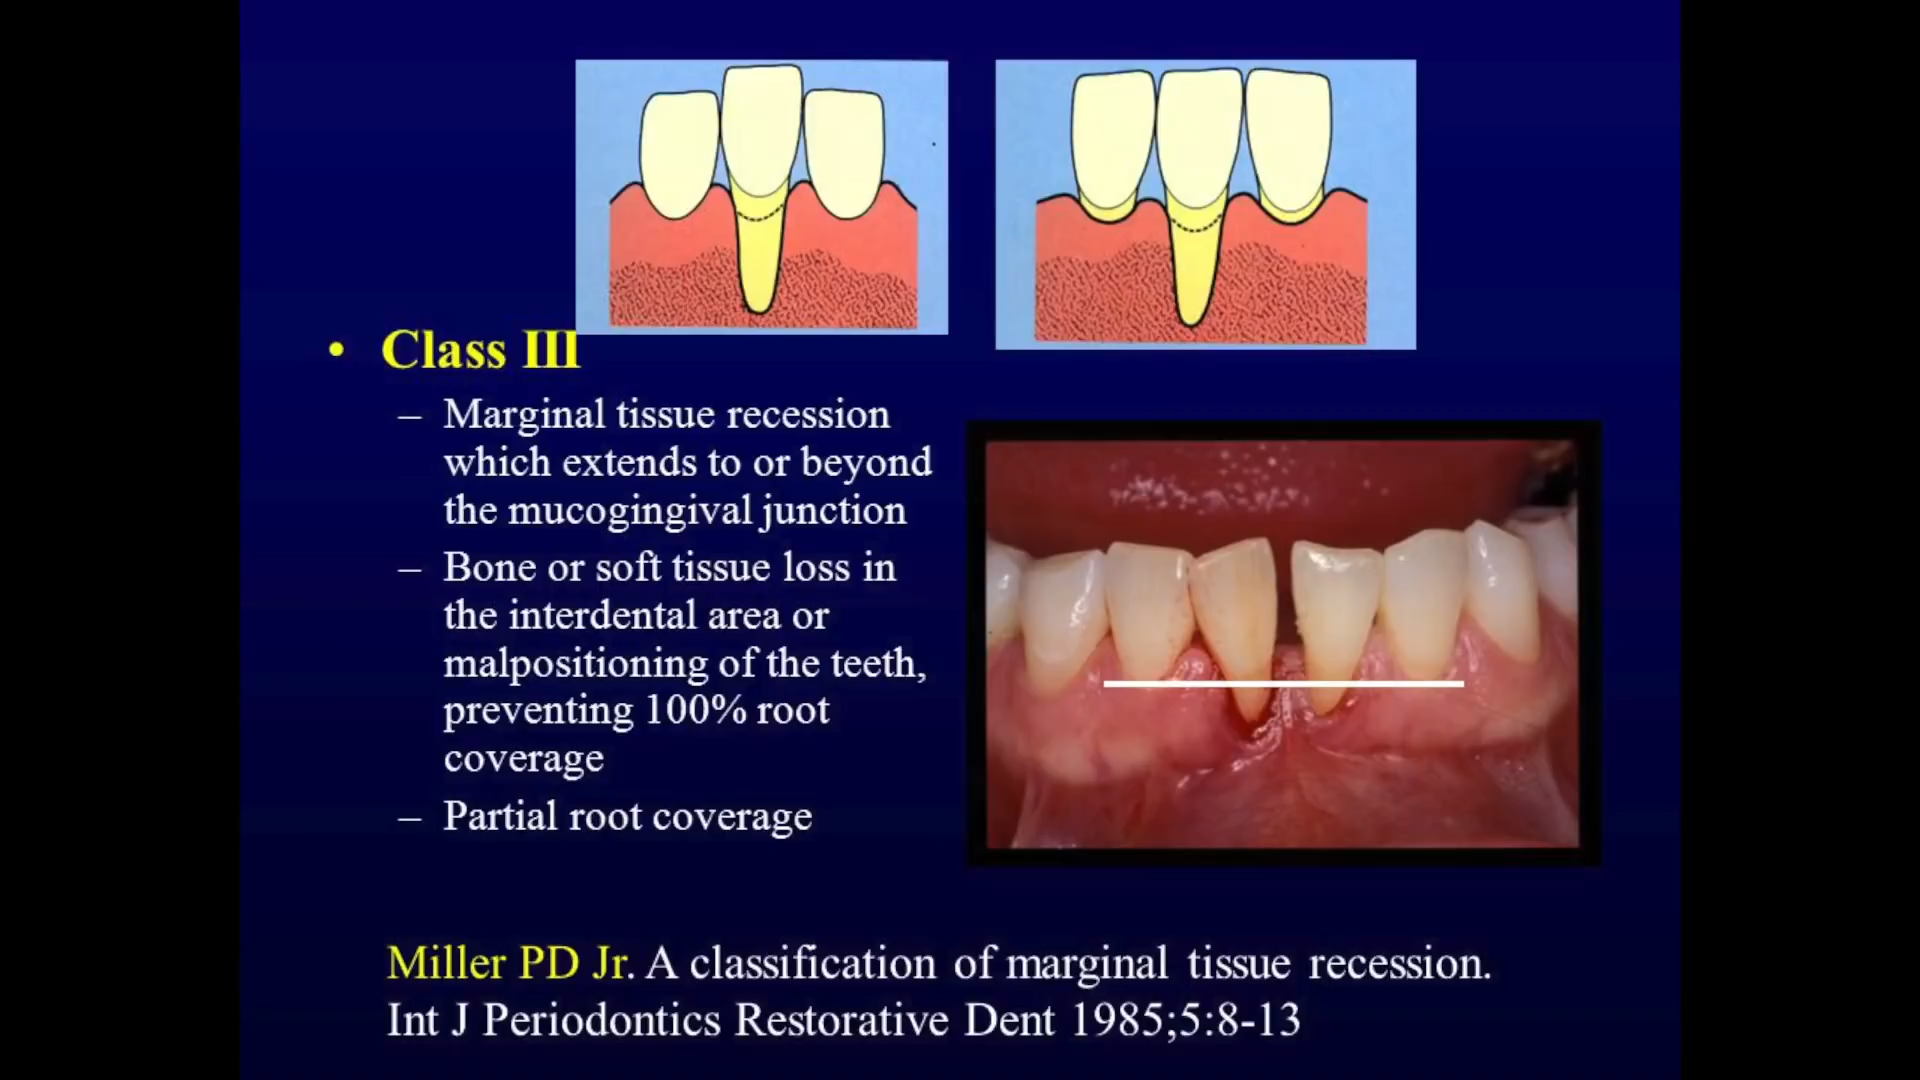 • Class III
– Marginal tissue recession
which extends to or beyond
the mucogingival junction
– Bone or soft tissue loss in
the interdental area or
malpositioning of the teeth,
preventing 100% root
coverage
– Partial root coverage
Miller PD Jr. A classification of marginal tissue recession.
Int J Periodontics Restorative Dent 1985;5:8-13